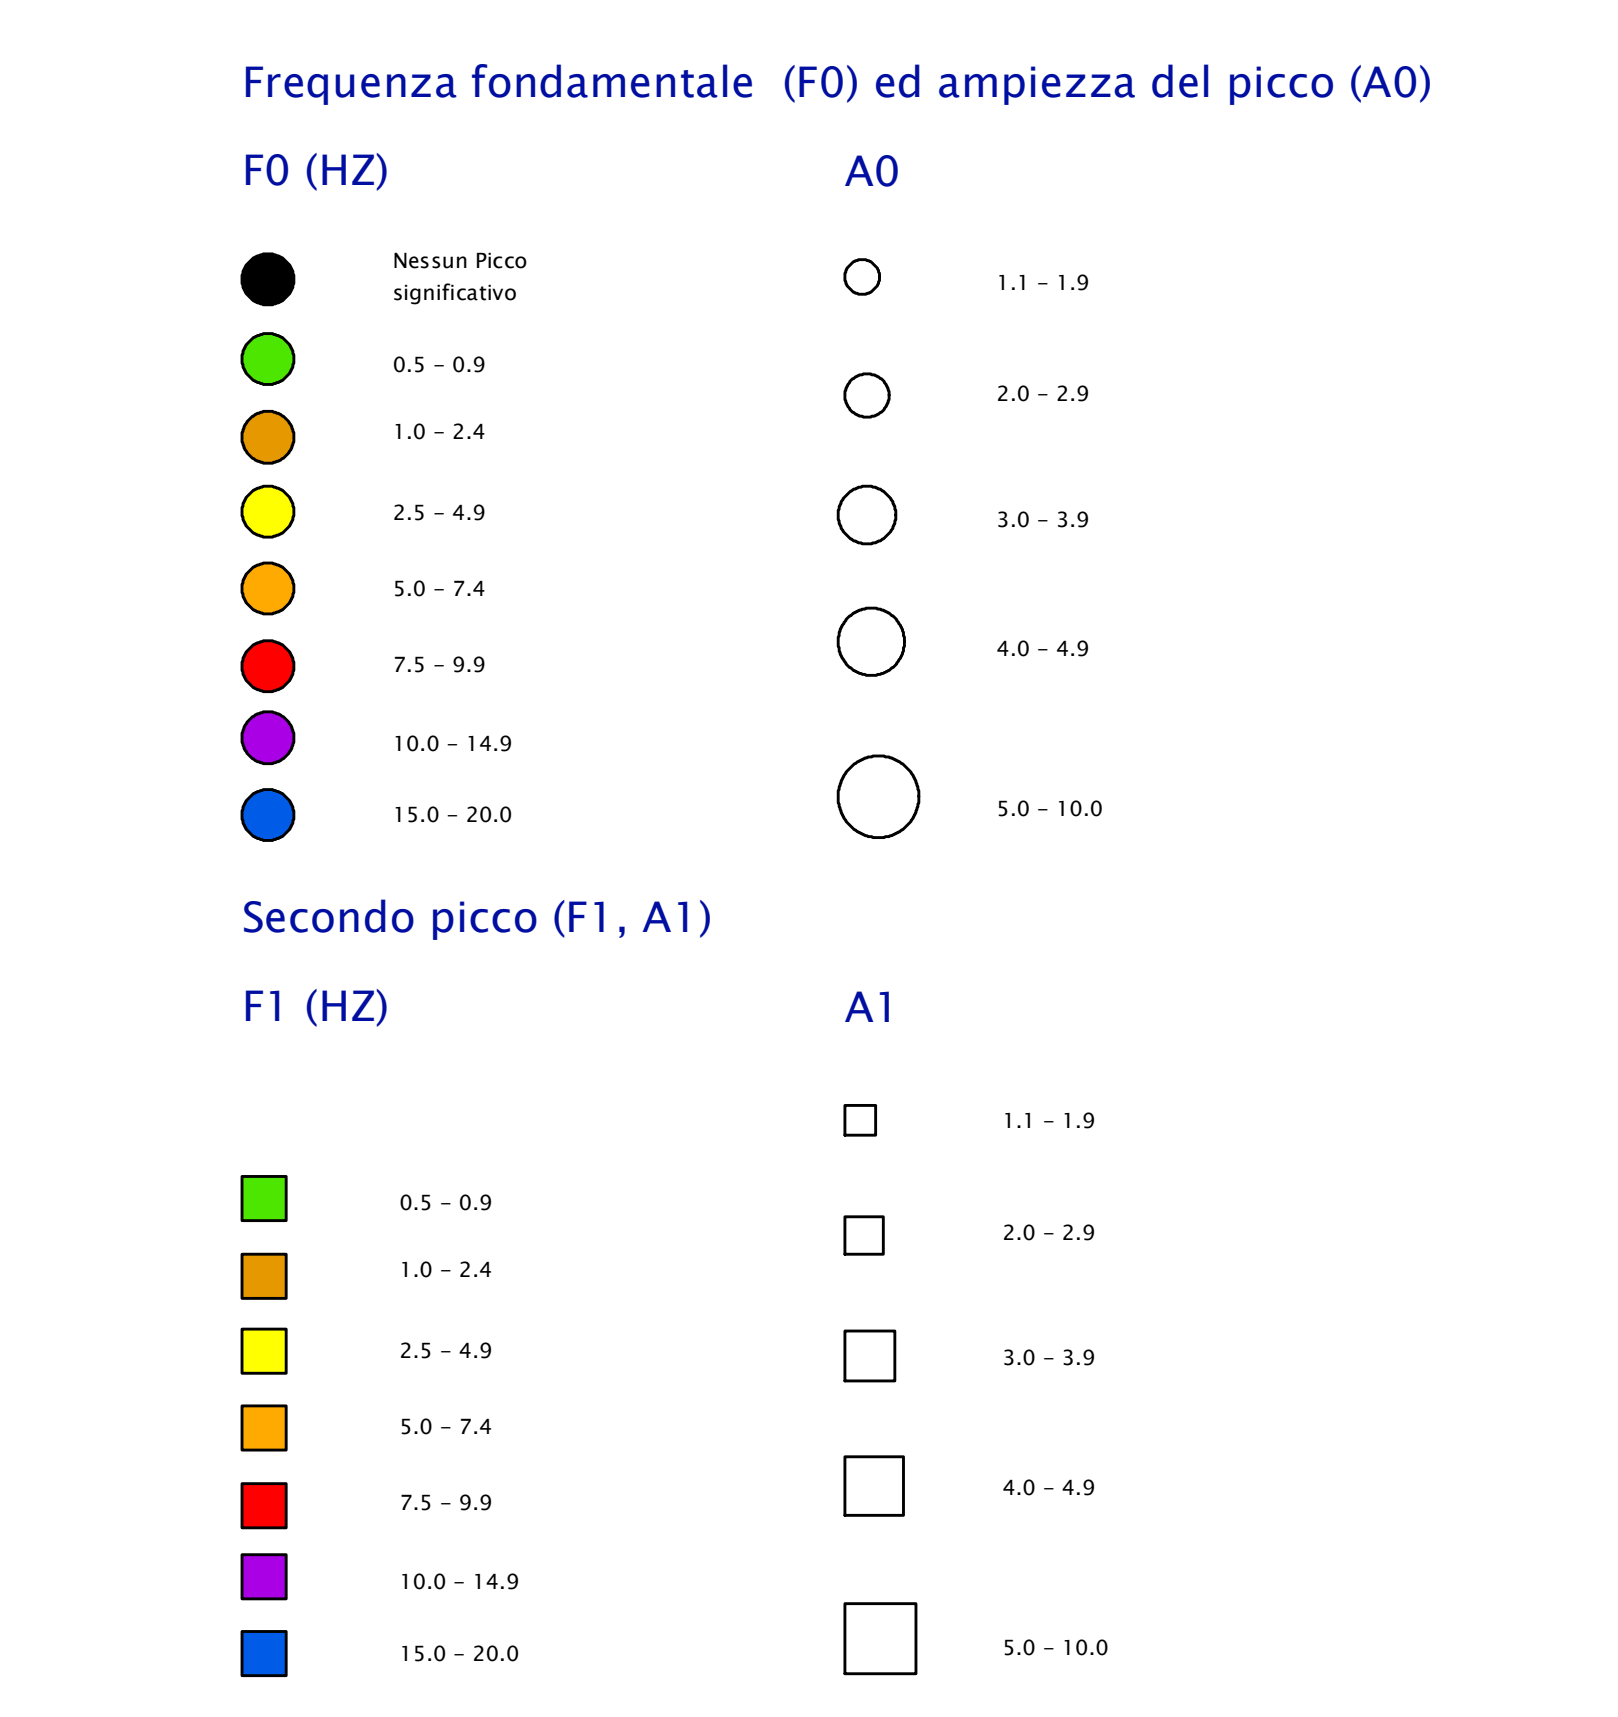 Frequenza fondamentale  (F0) ed ampiezza del picco (A0)
F0 (HZ)
A0
Nessun Picco
significativo
0.5 – 0.9
1.0 – 2.4
2.5 – 4.9
5.0 – 7.4
7.5 – 9.9
10.0 – 14.9
15.0 – 20.0
1.1 – 1.9
2.0 – 2.9
3.0 – 3.9
4.0 – 4.9
5.0 – 10.0
Secondo picco (F1, A1)
F1 (HZ)
A1
0.5 – 0.9
1.0 – 2.4
2.5 – 4.9
5.0 – 7.4
7.5 – 9.9
10.0 – 14.9
15.0 – 20.0
1.1 – 1.9
2.0 – 2.9
3.0 – 3.9
4.0 – 4.9
5.0 – 10.0